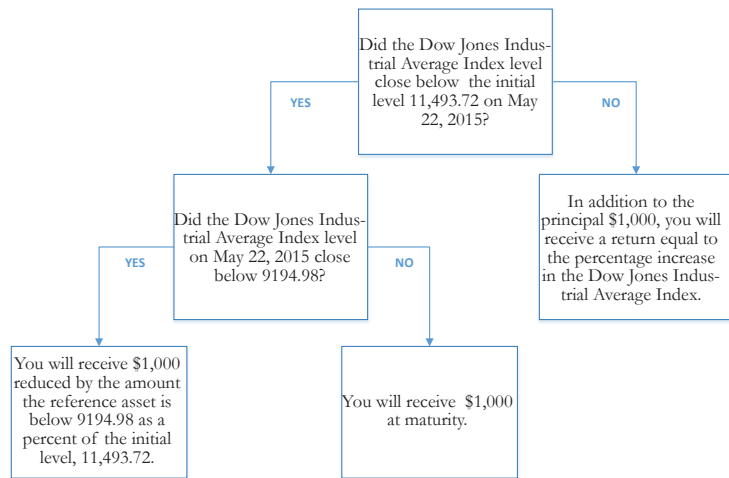 Did the Dow Jones Indus-
trial Average Index level
close below  the initial
level 11,493.72 on May
22, 2015?
YES
NO
Did the Dow Jones Indus-
trial Average Index level
on May 22, 2015 close
below 9194.98?
In addition to the
principal $1,000, you will
receive a return equal to
the percentage increase
in the Dow Jones Indus-
trial Average Index.
YES
NO
You will receive $1,000
reduced by the amount
the reference asset is
below 9194.98 as a
percent of the initial
level, 11,493.72.
You will receive  $1,000
at maturity.